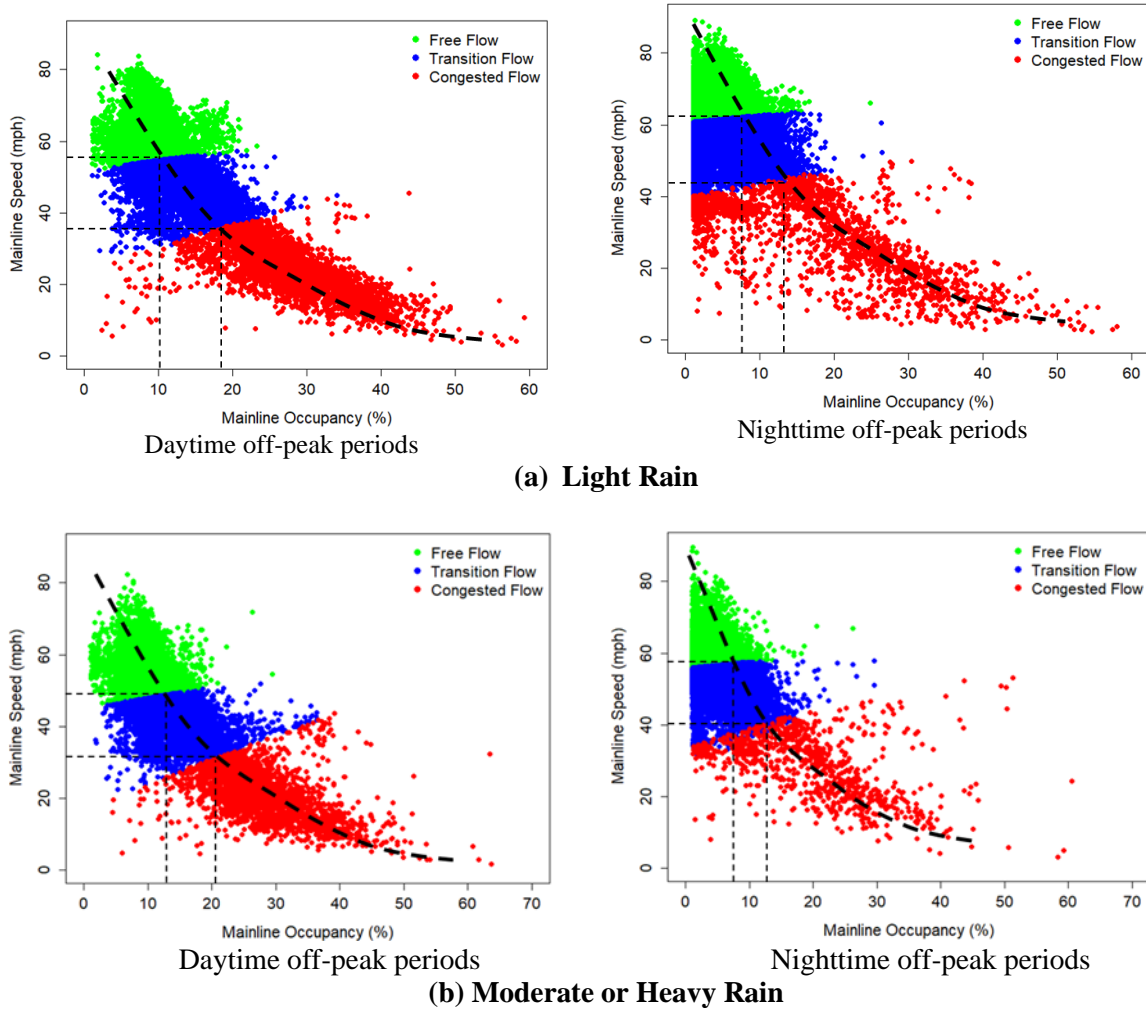 Free Flow
Transition Flow
Congested Flow
Mainline Speed (mph)
80
60
40
20
0
0 10 20 30 40 50 60
Mainline Occupancy (%)
Daytime off-peak periods
Free Flow
Transition Flow
Congested Flow
Mainline Speed (mph)
80
60
40
20
0
0 10 20 30 40 50 60
Mainline Occupancy (%)
Nighttime off-peak periods
(a) Light Rain
Free Flow
Transition Flow
Congested Flow
Mainline Speed (mph)
80
60
40
20
0
0 10 20 30 40 50 60 70
Mainline Occupancy (%)
Daytime off-peak periods
Free Flow
Transition Flow
Congested Flow
Mainline Speed (mph)
80
60
40
20
0
0 10 20 30 40 50 60 70
Mainline Occupancy (%)
Nighttime off-peak periods
(b) Moderate or Heavy Rain